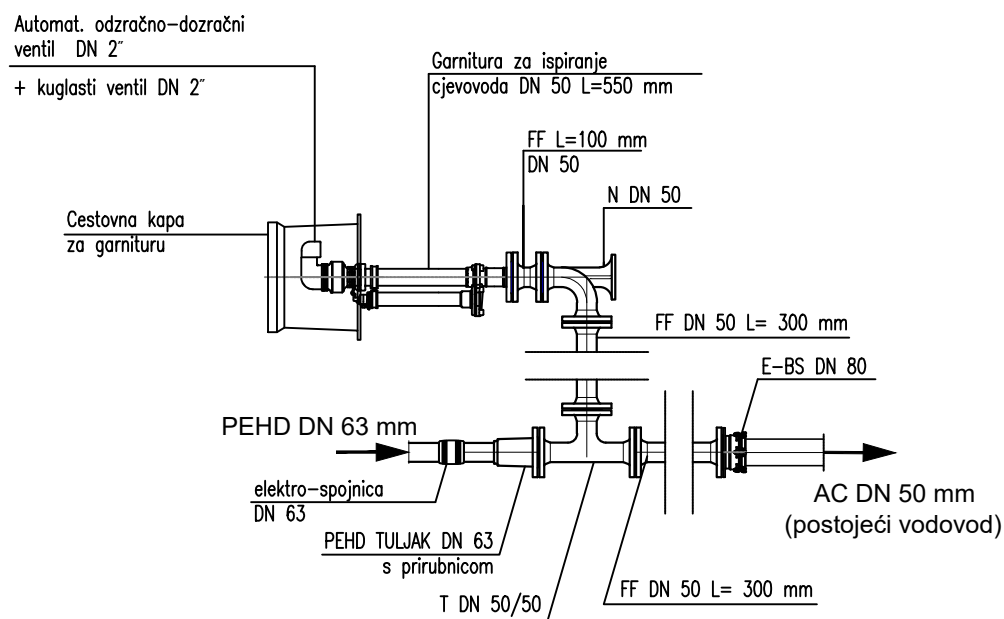 Automat. odzračno–dozračni
ventil DN 2"
+ kuglasti ventil DN 2"
Garnitura za ispiranje
cjevovoda DN 50 L=550 mm
FF L=100 mm
DN 50
N DN 50
Cestovna kapa
za garnituru
FF DN 50 L= 300 mm
E-BS DN 80
PEHD DN 63 mm
elektro-spojnica
DN 63
AC DN 50 mm
(postojeći vodovod)
PEHD TULJAK DN 63
s prirubnicom
T DN 50/50
FF DN 50 L= 300 mm